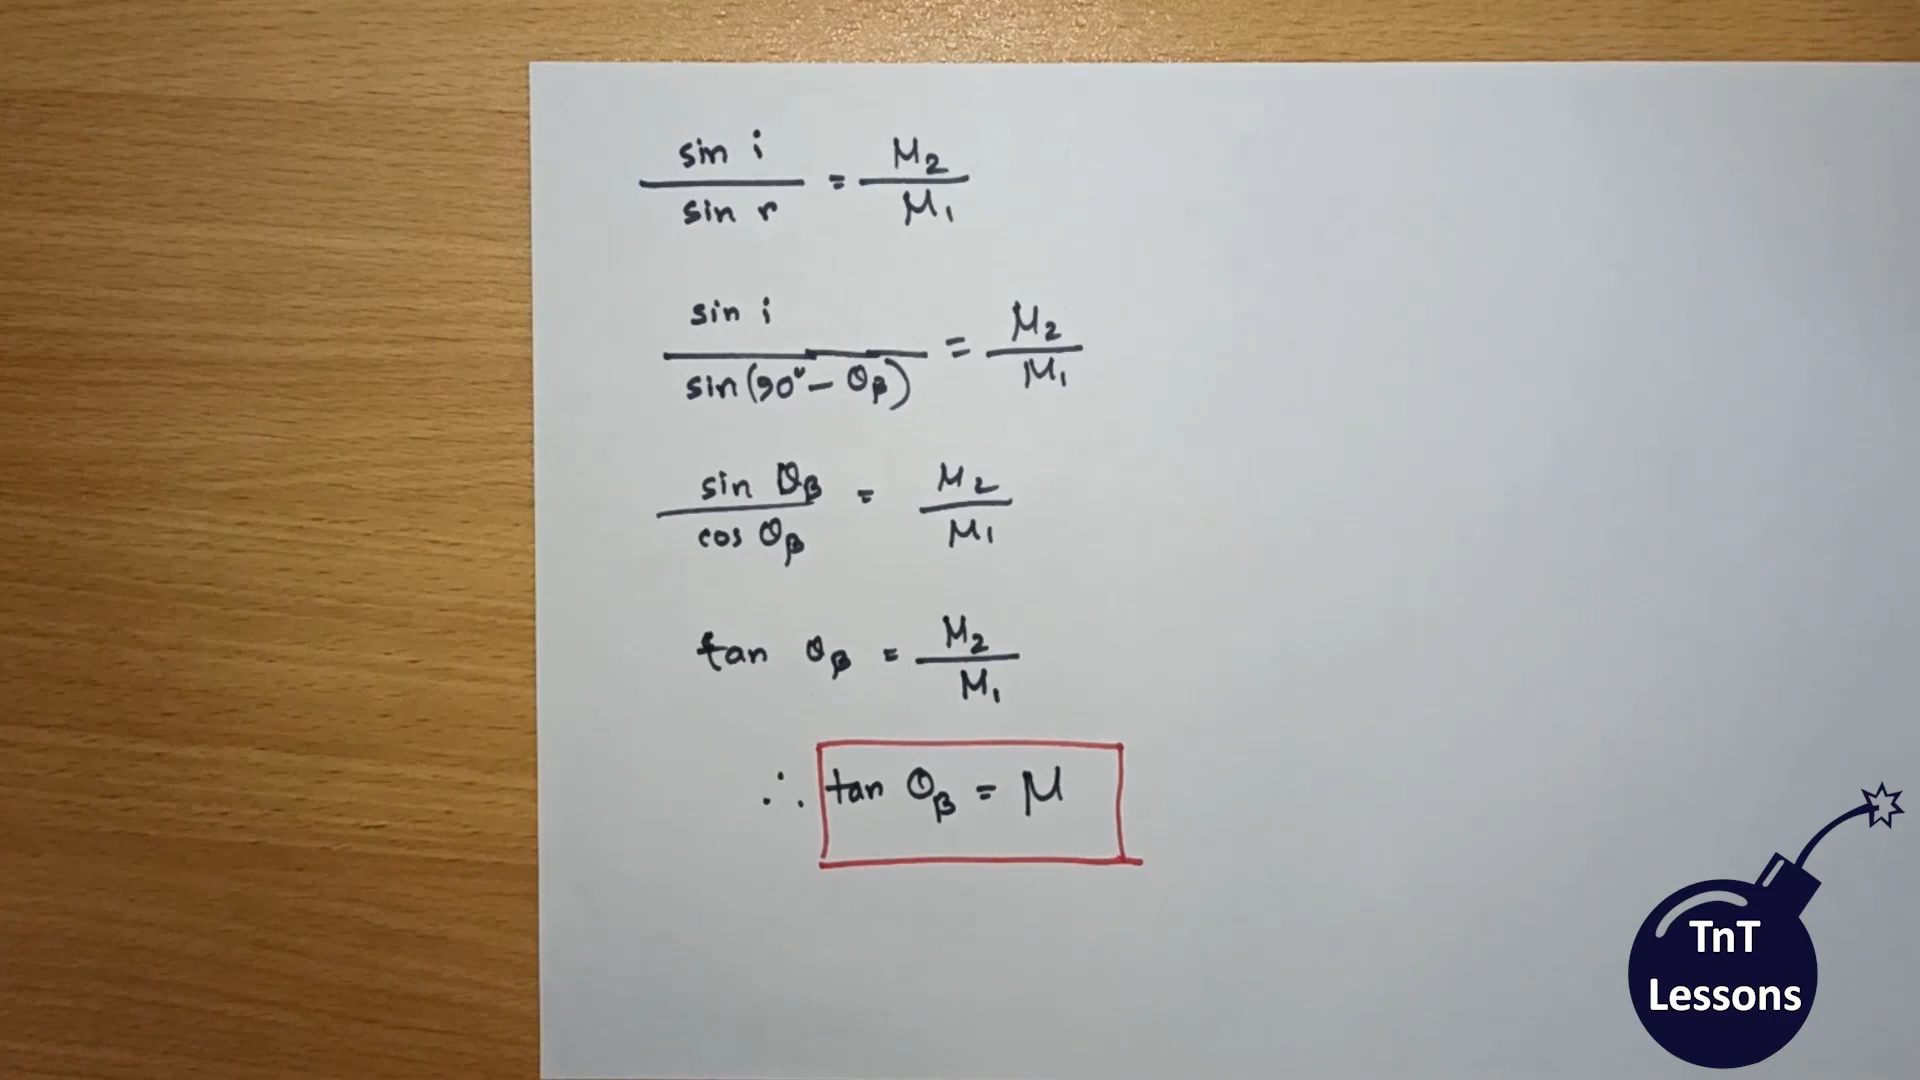 sin i / sin r = μ₂ / μ₁
sin i / sin(90° - θᵦ) = μ₂ / μ₁
sin θᵦ / cos θᵦ = μ₂ / μ₁
tan θᵦ = μ₂ / μ₁
∴ tan θᵦ = μ
TnT
Lessons